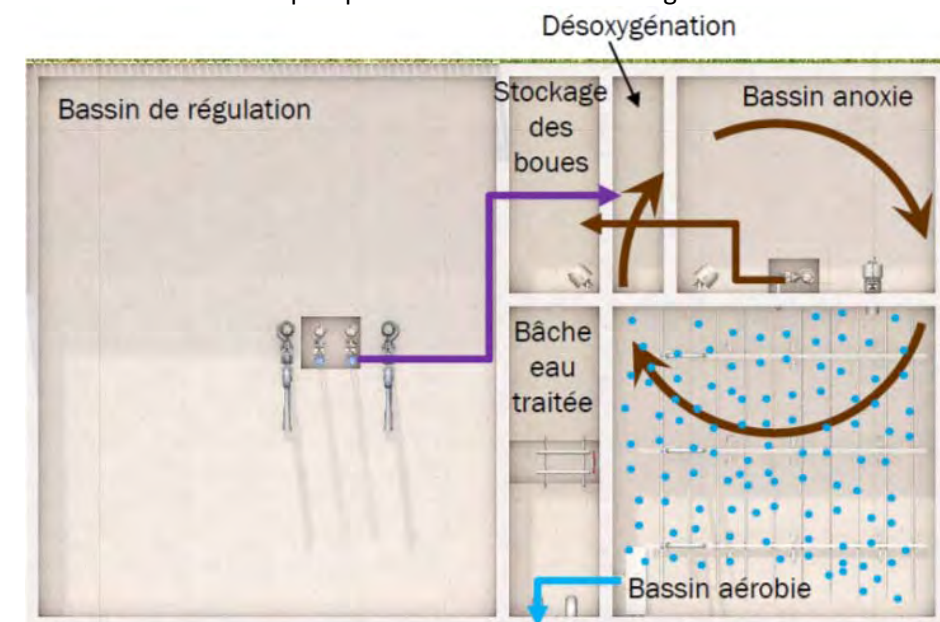 Désoxygénation
Bassin de régulation
Stockage
des
boues
Bassin anoxie
Bâche
eau
traitée
Bassin aérobie